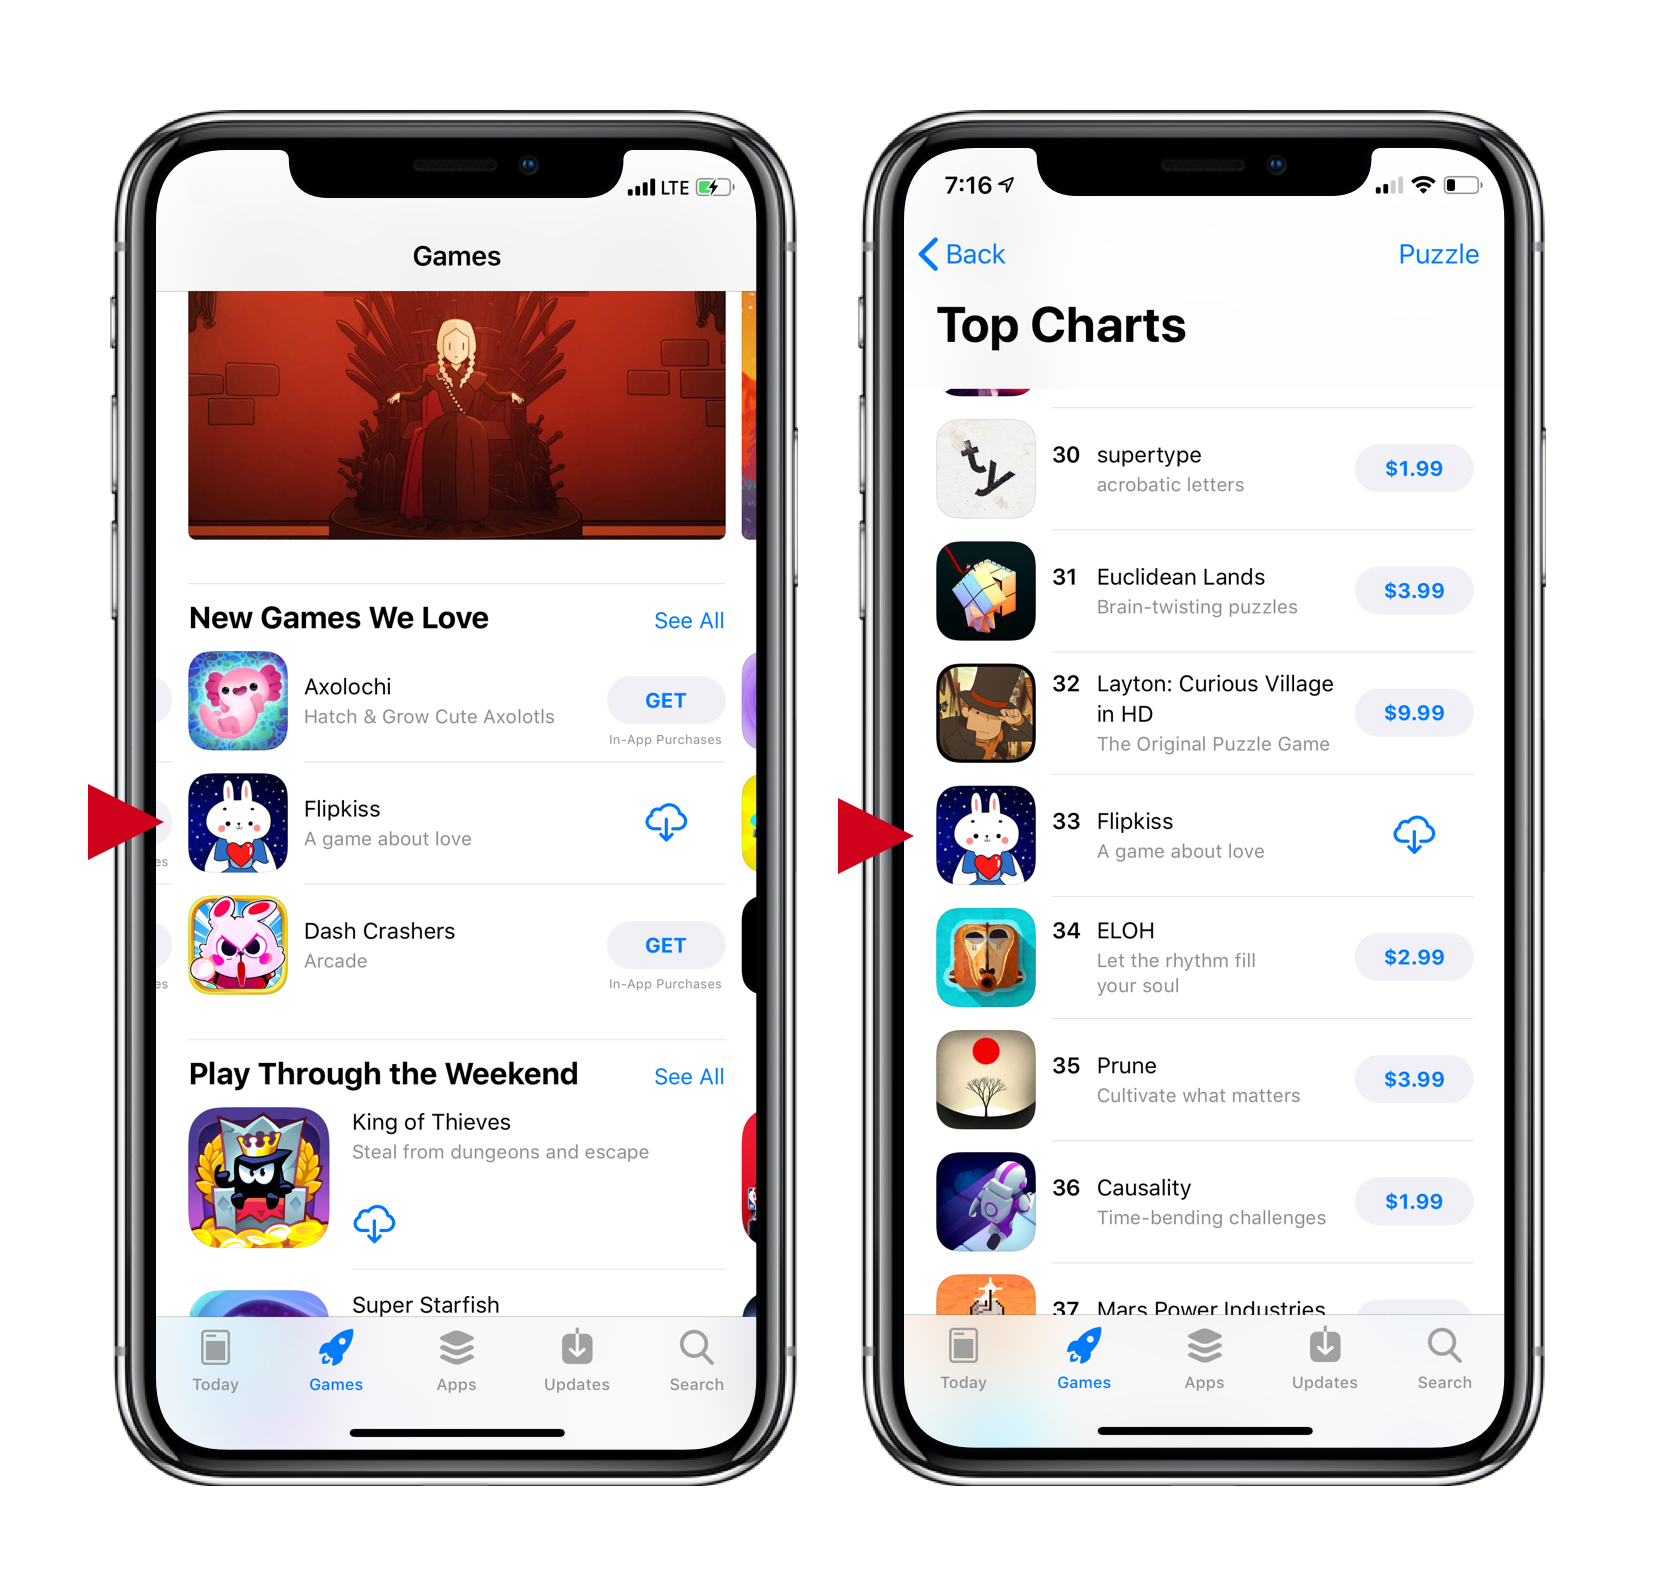 LTE
Games
New Games We Love
See All
Axolochi
Hatch & Grow Cute Axolotls
GET
In-App Purchases
Flipkiss
A game about love
es
Dash Crashers
Arcade
GET
In-App Purchases
es
Play Through the Weekend
See All
King of Thieves
Steal from dungeons and escape
Super Starfish
Today
Games
Apps
Updates
Search
7:16
Back
Puzzle
Top Charts
ty
30 supertype
acrobatic letters
$1.99
31 Euclidean Lands
Brain-twisting puzzles
$3.99
32 Layton: Curious Village
in HD
The Original Puzzle Game
$9.99
33 Flipkiss
A game about love
34 ELOH
Let the rhythm fill
your soul
$2.99
35 Prune
Cultivate what matters
$3.99
36 Causality
Time-bending challenges
$1.99
37 Mars Power Industries
Today
Games
Apps
Updates
Search